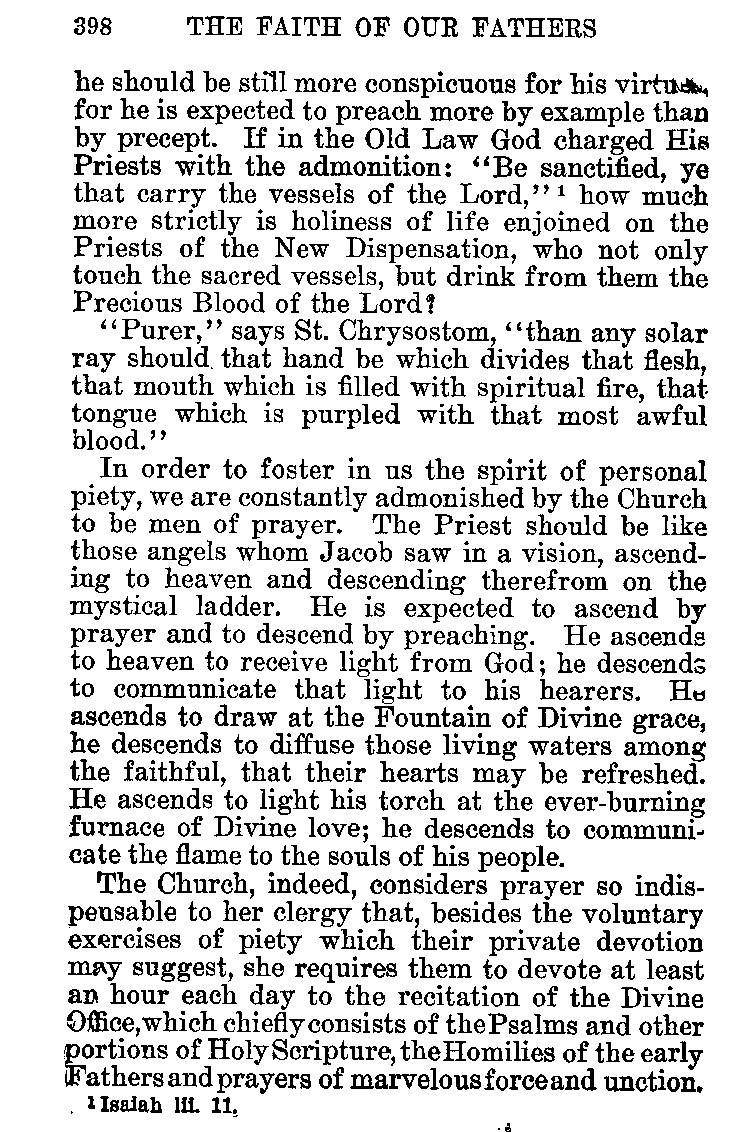 398 THE FAITH OF OUR FATHERS
he should be still more conspicuous for his virtues,
for he is expected to preach more by example than
by precept. If in the Old Law God charged His
Priests with the admonition: “Be sanctified, ye
that carry the vessels of the Lord,” 1 how much
more strictly is holiness of life enjoined on the
Priests of the New Dispensation, who not only
touch the sacred vessels, but drink from them the
Precious Blood of the Lord?
“Purer,” says St. Chrysostom, “than any solar
ray should that hand be which divides that flesh,
that mouth which is filled with spiritual fire, that
tongue which is purpled with that most awful
blood.”
In order to foster in us the spirit of personal
piety, we are constantly admonished by the Church
to be men of prayer. The Priest should be like
those angels whom Jacob saw in a vision, ascend-
ing to heaven and descending therefrom on the
mystical ladder. He is expected to ascend by
prayer and to descend by preaching. He ascends
to heaven to receive light from God; he descends
to communicate that light to his hearers. He
ascends to draw at the Fountain of Divine grace,
he descends to diffuse those living waters among
the faithful, that their hearts may be refreshed.
He ascends to light his torch at the ever-burning
furnace of Divine love; he descends to communi-
cate the flame to the souls of his people.
The Church, indeed, considers prayer so indis-
pensable to her clergy that, besides the voluntary
exercises of piety which their private devotion
may suggest, she requires them to devote at least
an hour each day to the recitation of the Divine
Office, which chiefly consists of the Psalms and other
portions of Holy Scripture, the Homilies of the early
Fathers and prayers of marvelous force and unction.
1 Isaiah lii. 11.